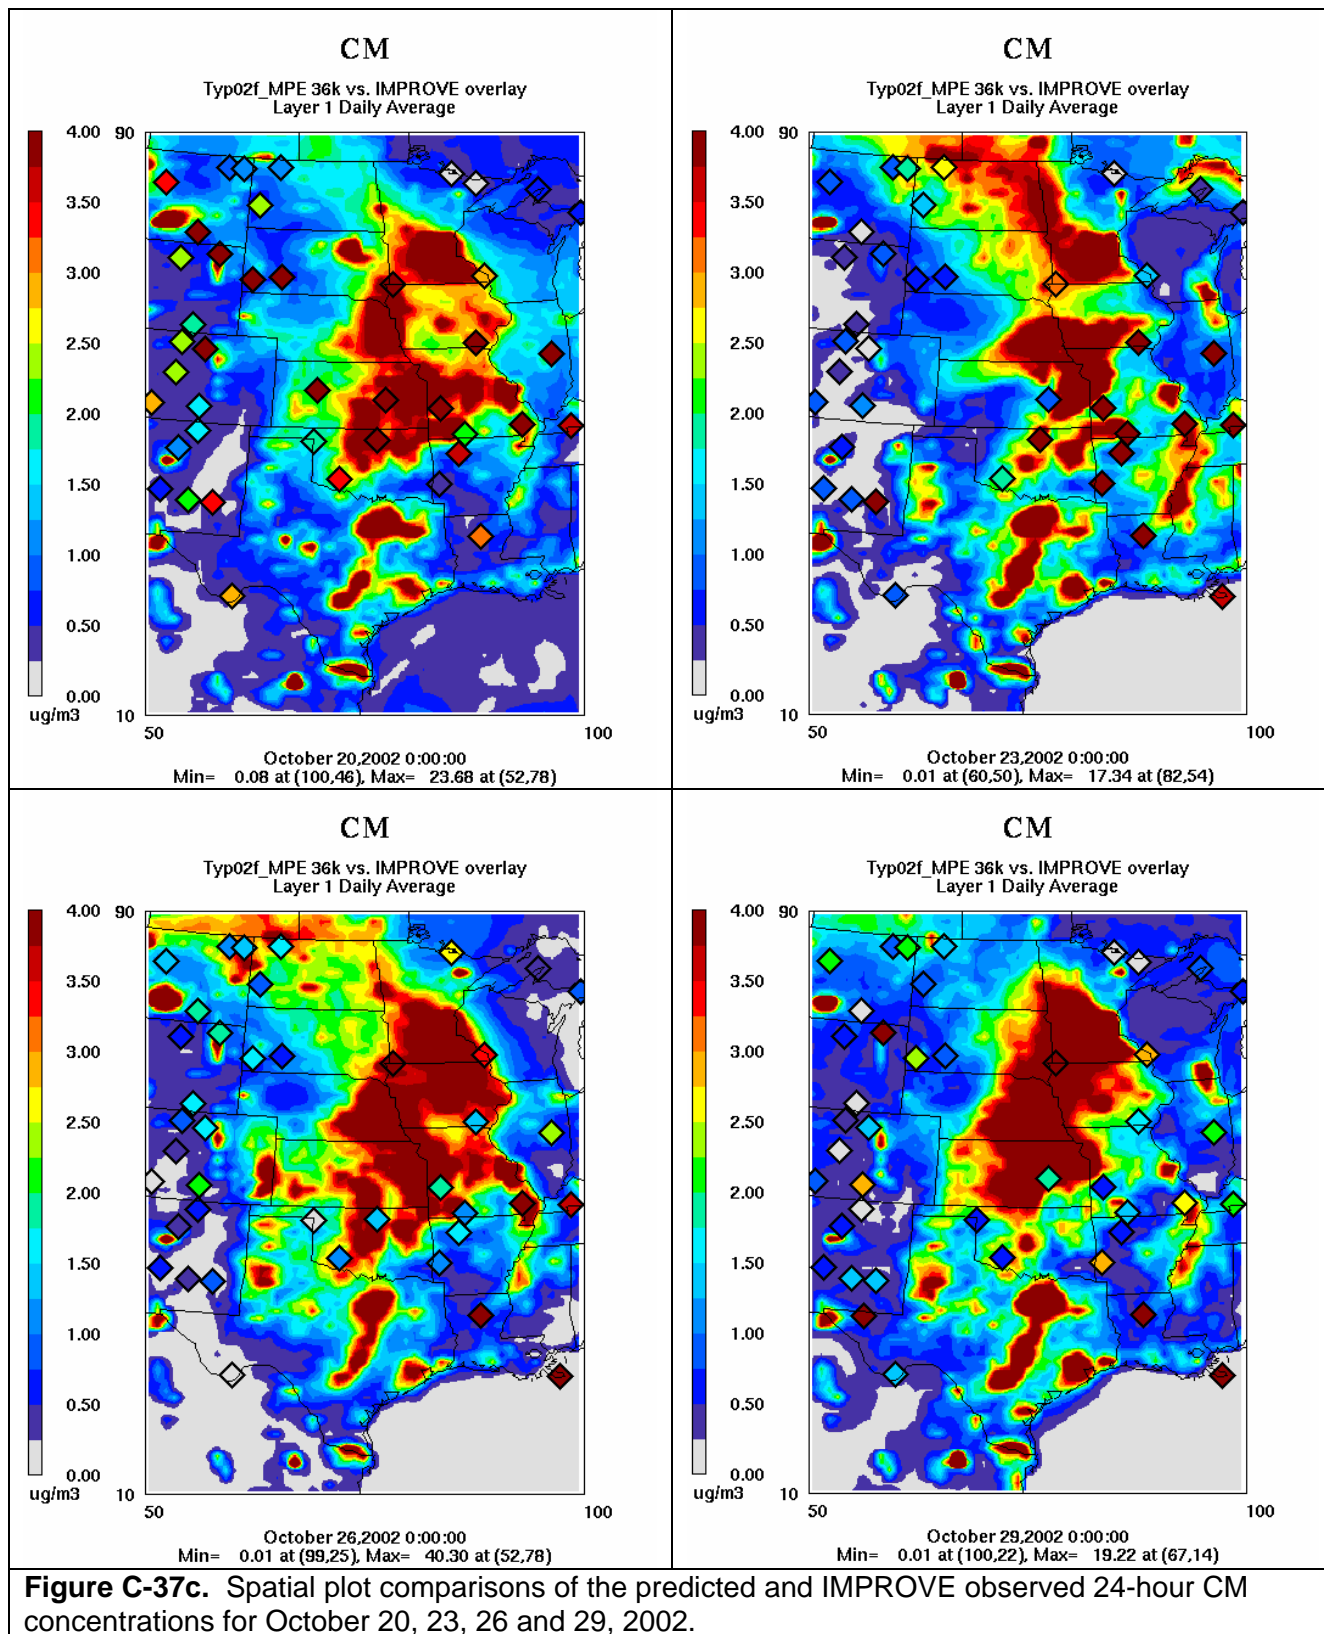 CM
Typ02f_MPE 36k vs. IMPROVE overlay
Layer 1 Daily Average
4.00
3.50
3.00
2.50
2.00
1.50
1.00
0.50
0.00
ug/m3
90
10
50
100
October 20,2002 0:00:00
Min= 0.08 at (100,46), Max= 23.68 at (52,78)
CM
Typ02f_MPE 36k vs. IMPROVE overlay
Layer 1 Daily Average
4.00
3.50
3.00
2.50
2.00
1.50
1.00
0.50
0.00
ug/m3
90
10
50
100
October 23,2002 0:00:00
Min= 0.01 at (60,50), Max= 17.34 at (82,54)
CM
Typ02f_MPE 36k vs. IMPROVE overlay
Layer 1 Daily Average
4.00
3.50
3.00
2.50
2.00
1.50
1.00
0.50
0.00
ug/m3
90
10
50
100
October 26,2002 0:00:00
Min= 0.01 at (99,25), Max= 40.30 at (52,78)
CM
Typ02f_MPE 36k vs. IMPROVE overlay
Layer 1 Daily Average
4.00
3.50
3.00
2.50
2.00
1.50
1.00
0.50
0.00
ug/m3
90
10
50
100
October 29,2002 0:00:00
Min= 0.01 at (100,22), Max= 19.22 at (67,14)
Figure C-37c. Spatial plot comparisons of the predicted and IMPROVE observed 24-hour CM
concentrations for October 20, 23, 26 and 29, 2002.